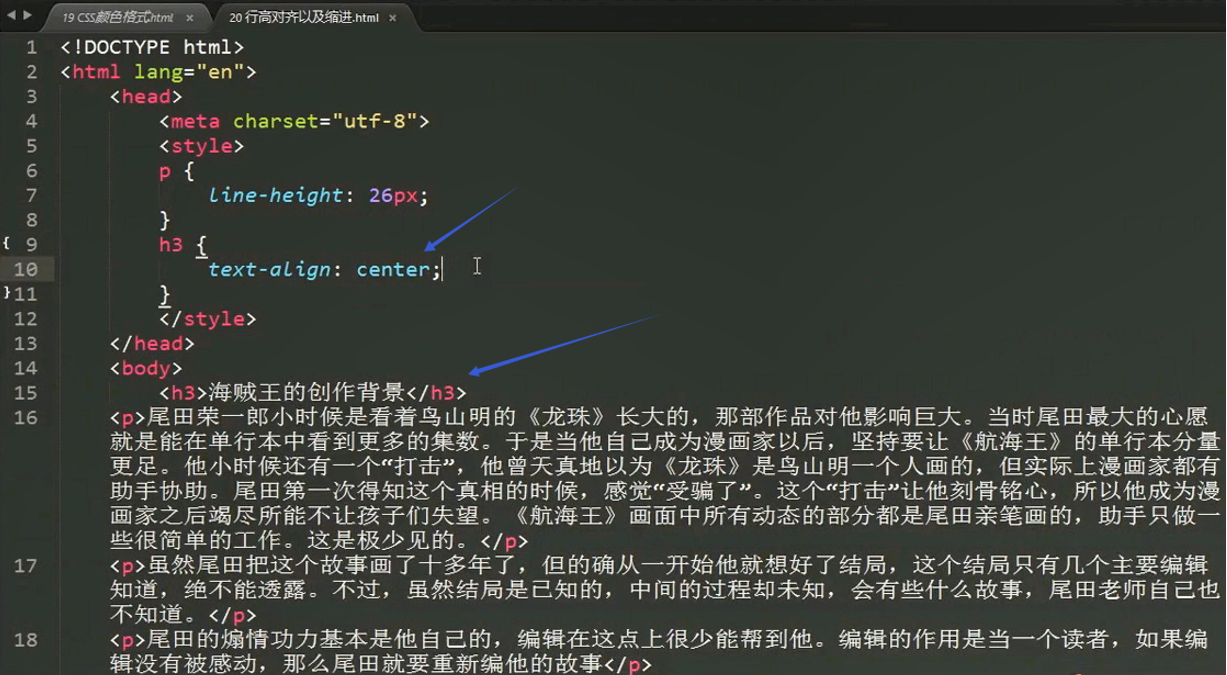 19 CSS颜色格式.html × 20 行高对齐以及缩进.html ×
1 <!DOCTYPE html>
2 <html lang="en">
3 <head>
4 <meta charset="utf-8">
5 <style>
6 p {
7 line-height: 26px;
8 }
{ 9 h3 {
10 text-align: center;
}11 }
12 </style>
13 </head>
14 <body>
15 <h3>海贼王的创作背景</h3>
16 <p>尾田荣一郎小时候是看着鸟山明的《龙珠》长大的，那部作品对他影响巨大。当时尾田最大的心愿
就是能在单行本中看到更多的集数。于是当他自己成为漫画家以后，坚持要让《航海王》的单行本分量
更足。他小时候还有一个“打击”，他曾天真地以为《龙珠》是鸟山明一个人画的，但实际上漫画家都有
助手协助。尾田第一次得知这个真相的时候，感觉“受骗了”。这个“打击”让他刻骨铭心，所以他成为漫
画家之后竭尽所能不让孩子们失望。《航海王》画面中所有动态的部分都是尾田亲笔画的，助手只做一
些很简单的工作。这是极少见的。</p>
17 <p>虽然尾田把这个故事画了十多年了，但的确从一开始他就想好了结局，这个结局只有几个主要编辑
知道，绝不能透露。不过，虽然结局是已知的，中间的过程却未知，会有些什么故事，尾田老师自己也
不知道。</p>
18 <p>尾田的煽情功力基本是他自己的，编辑在这点上很少能帮到他。编辑的作用是当一个读者，如果编
辑没有被感动，那么尾田就要重新编他的故事</p>